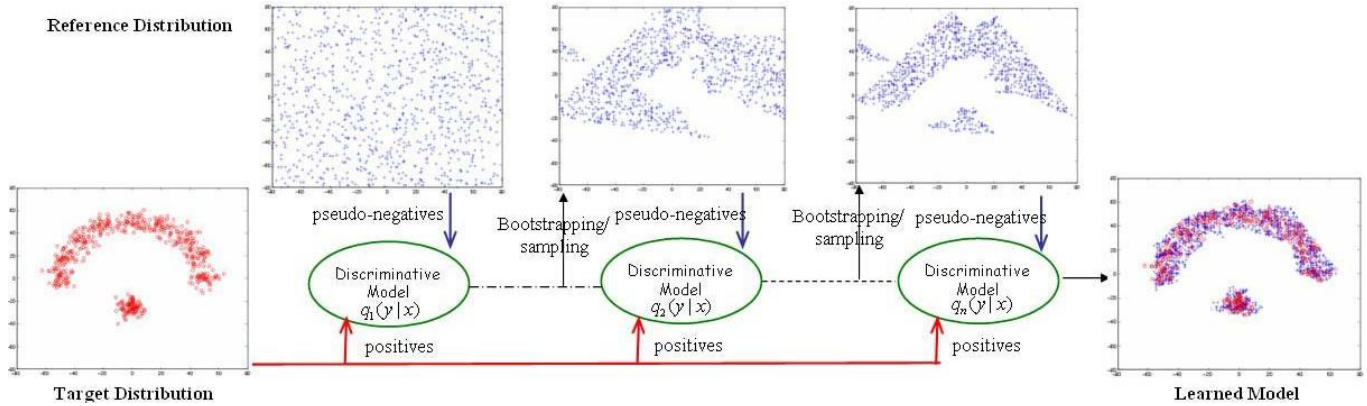 Reference Distribution
pseudo-negatives
Bootstrapping/
sampling
pseudo-negatives
Bootstrapping/
sampling
pseudo-negatives
Discriminative
Model
q₁(y | x)
Discriminative
Model
q₂(y | x)
Discriminative
Model
qₙ(y | x)
positives
positives
positives
Target Distribution
Learned Model